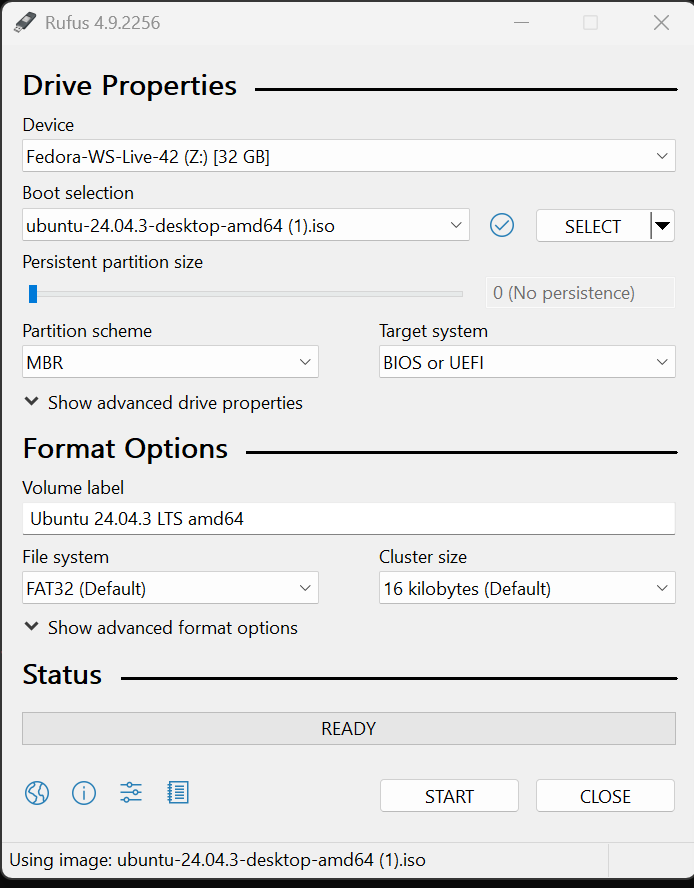 Rufus 4.9.2256
Drive Properties
Device
Fedora-WS-Live-42 (Z:) [32 GB]
Boot selection
ubuntu-24.04.3-desktop-amd64 (1).iso
SELECT
Persistent partition size
0 (No persistence)
Partition scheme Target system
MBR BIOS or UEFI
Show advanced drive properties
Format Options
Volume label
Ubuntu 24.04.3 LTS amd64
File system Cluster size
FAT32 (Default) 16 kilobytes (Default)
Show advanced format options
Status
READY
START CLOSE
Using image: ubuntu-24.04.3-desktop-amd64 (1).iso